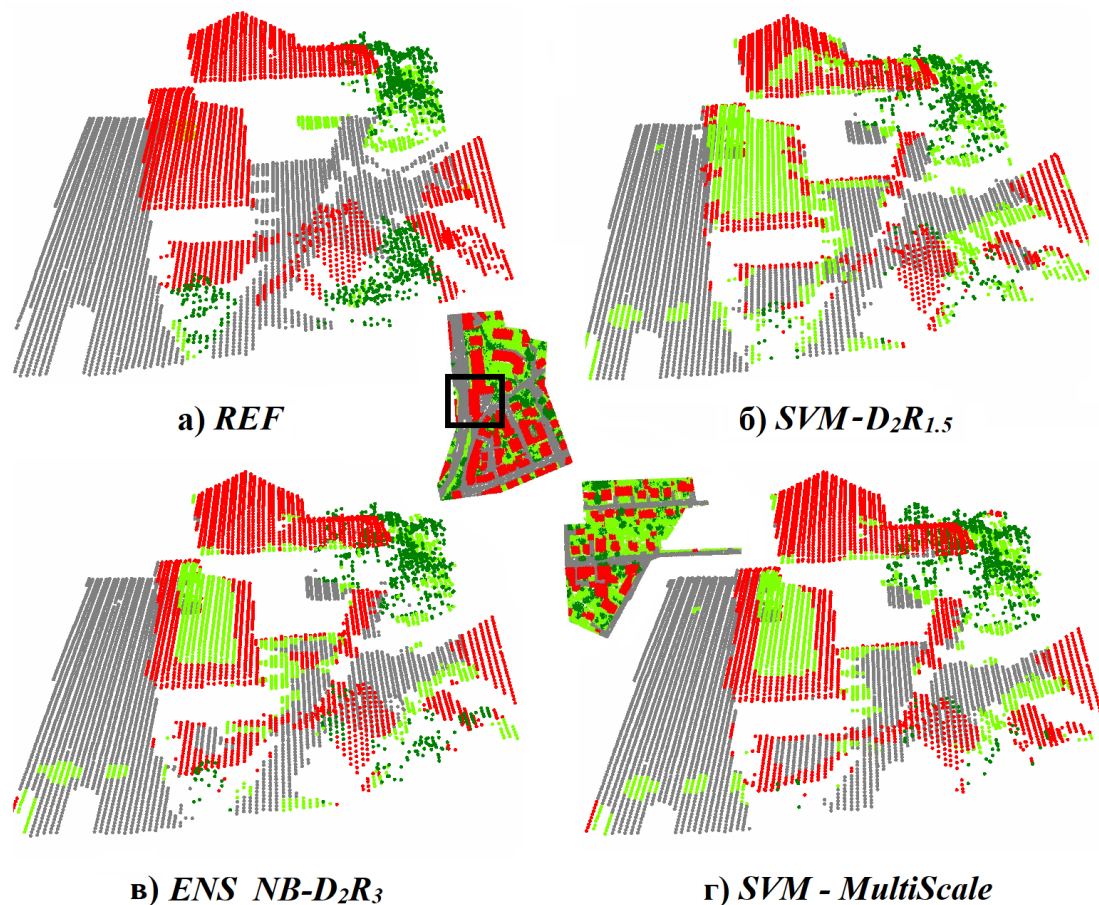 а) REF
б) SVM-D₂R₁.₅
в) ENS NB-D₂R₃
г) SVM - MultiScale